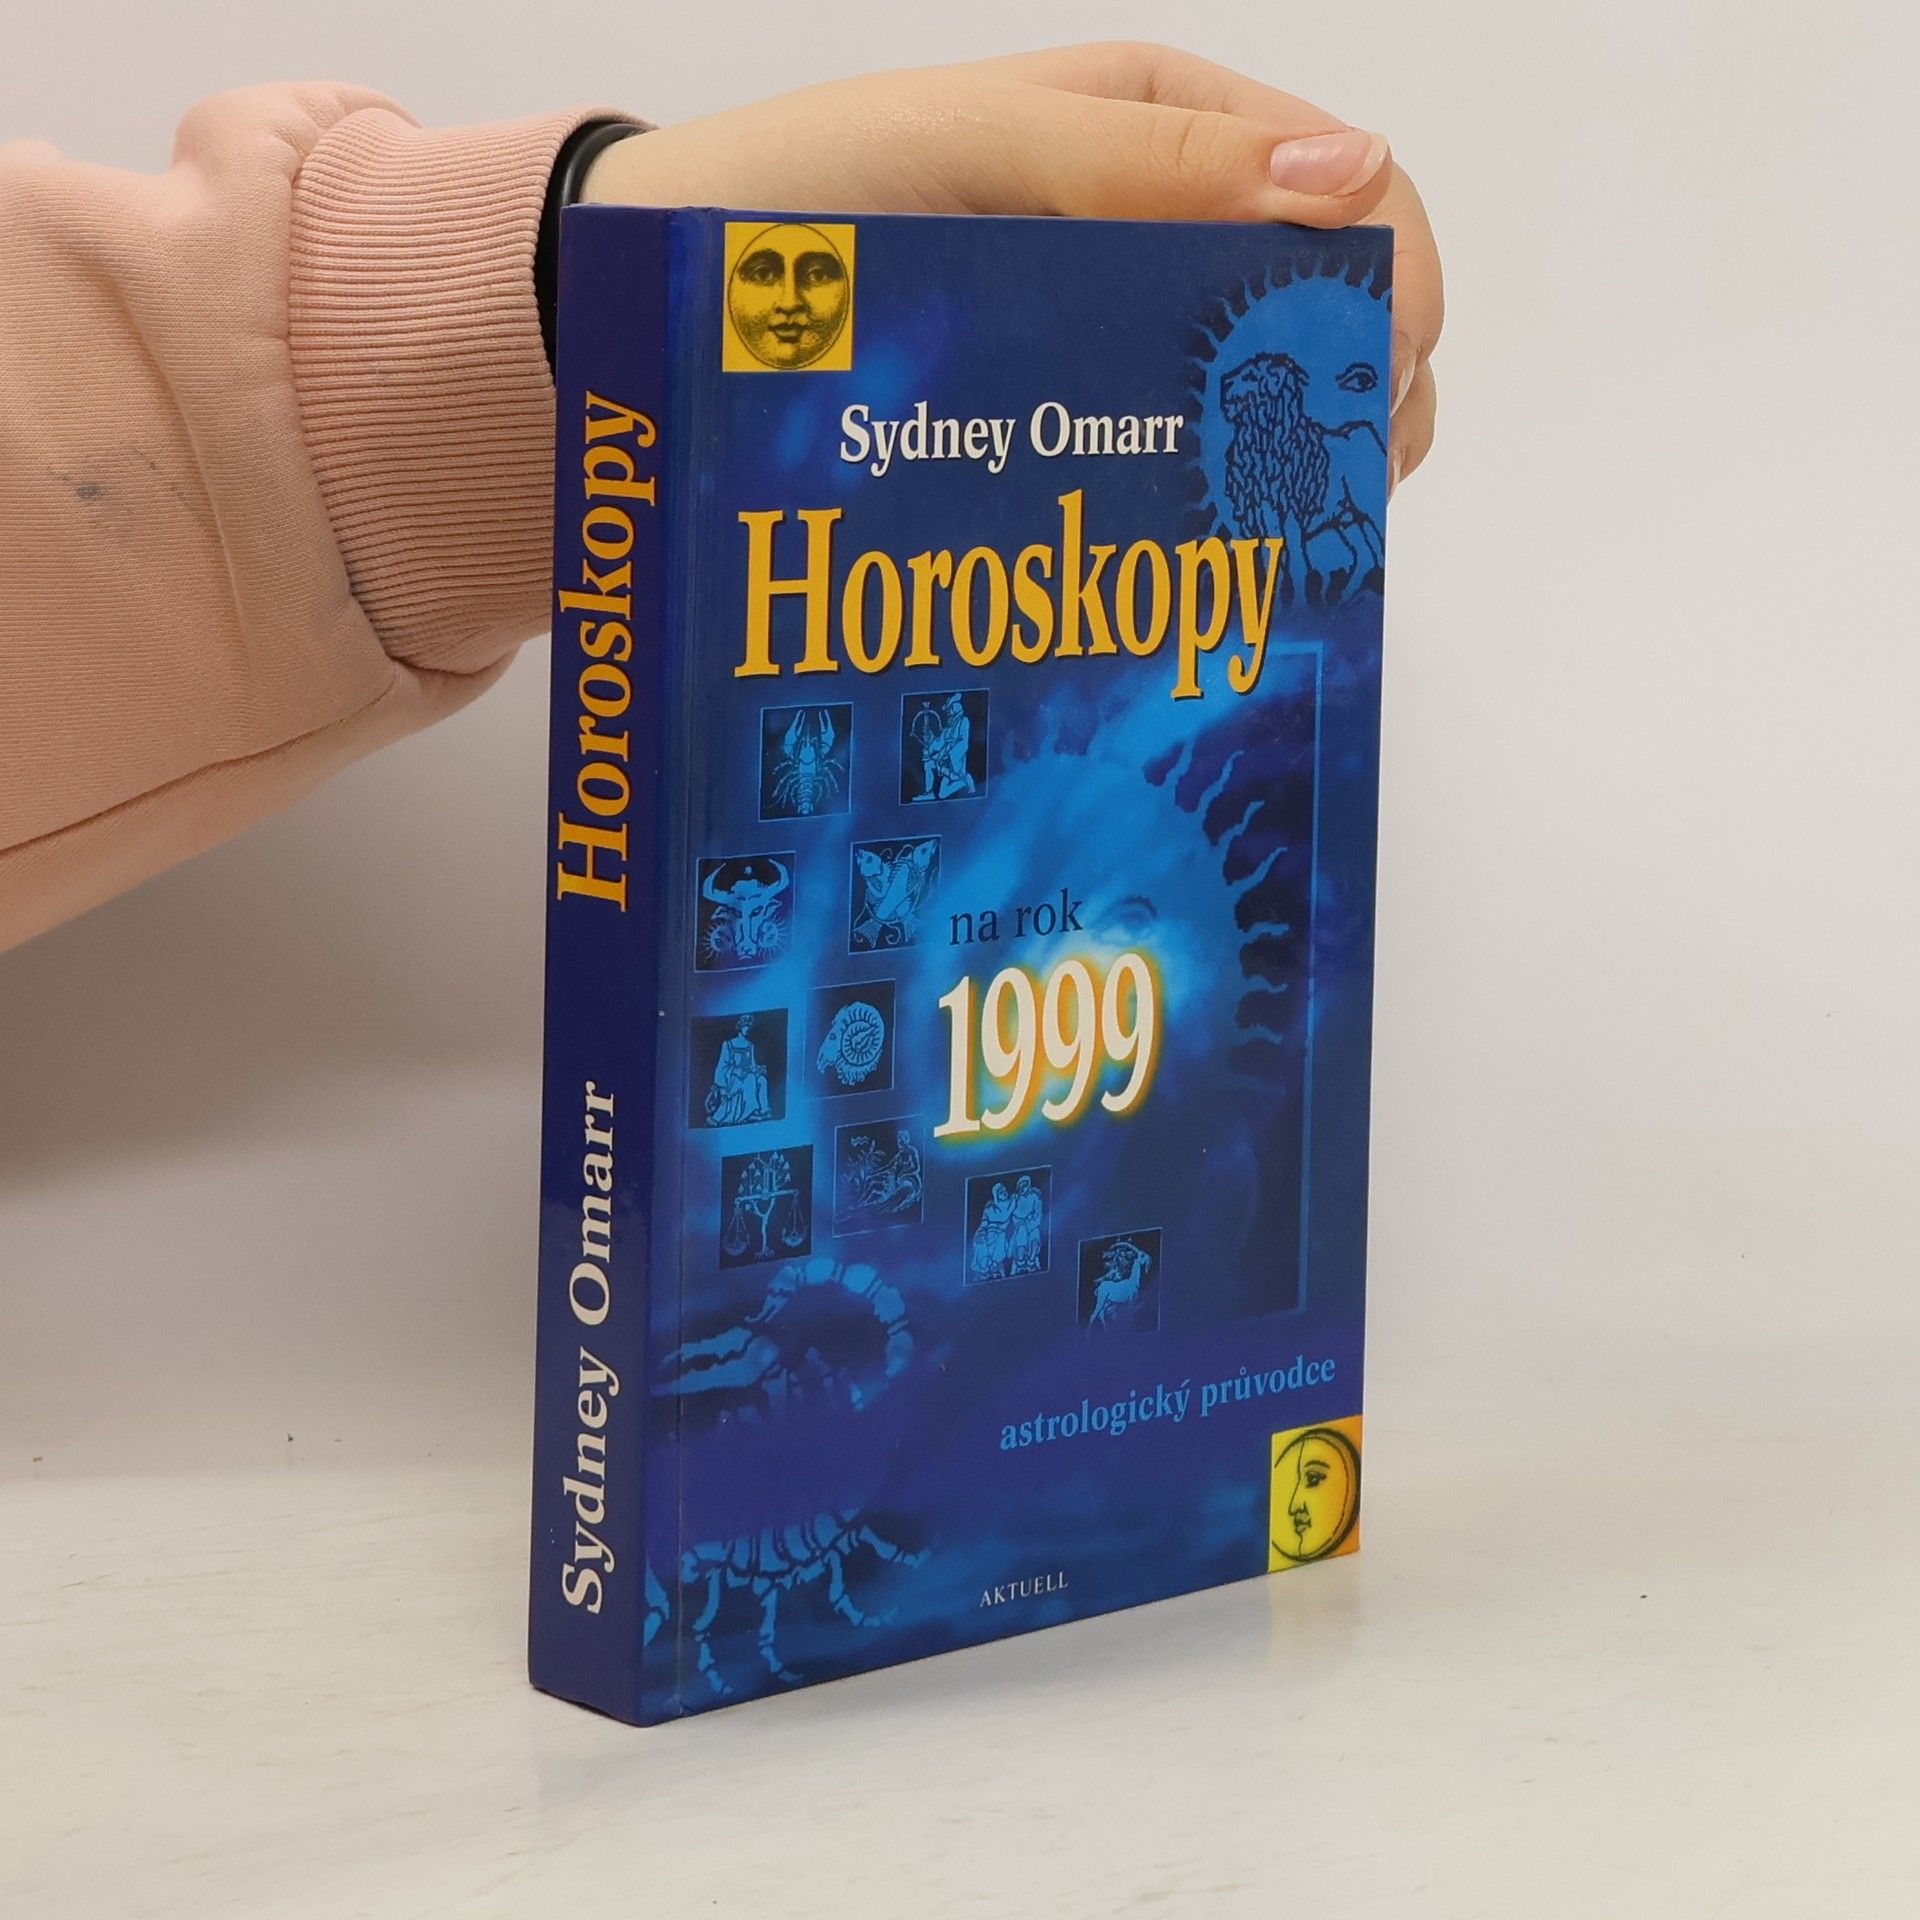 Sydney Omarr
Horoskopy
Sydney Omarr
Horoskopy
na rok
1999
astrologický průvodce
AKTUELL